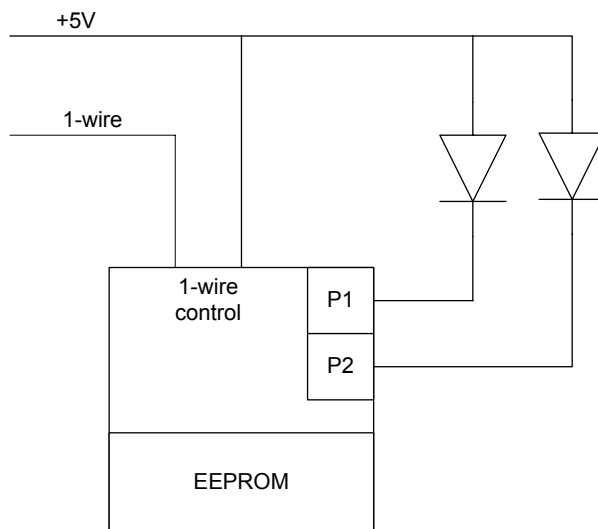 +5V
1-wire
1-wire
control
P1
P2
EEPROM